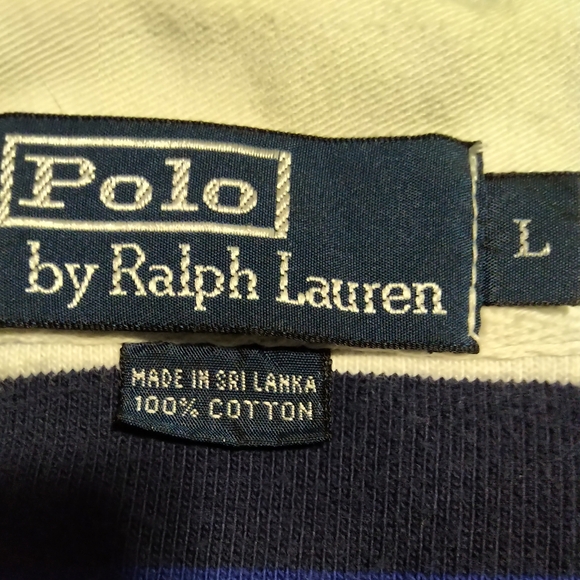 Polo
by Ralph Lauren
L
MADE IN SRI LANKA
100% COTTON